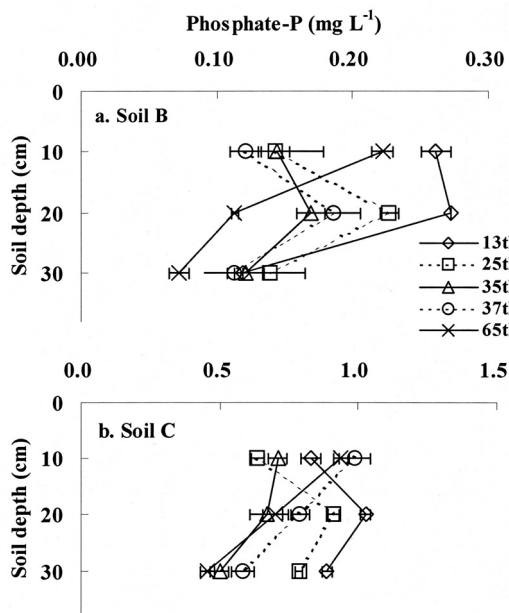 Phosphate-P (mg L⁻¹)
0.00 0.10 0.20 0.30
0
a. Soil B
10
20
30
Soil depth (cm)
13t
25t
35t
37t
65t
0.0 0.5 1.0 1.5
0
b. Soil C
10
20
30
Soil depth (cm)